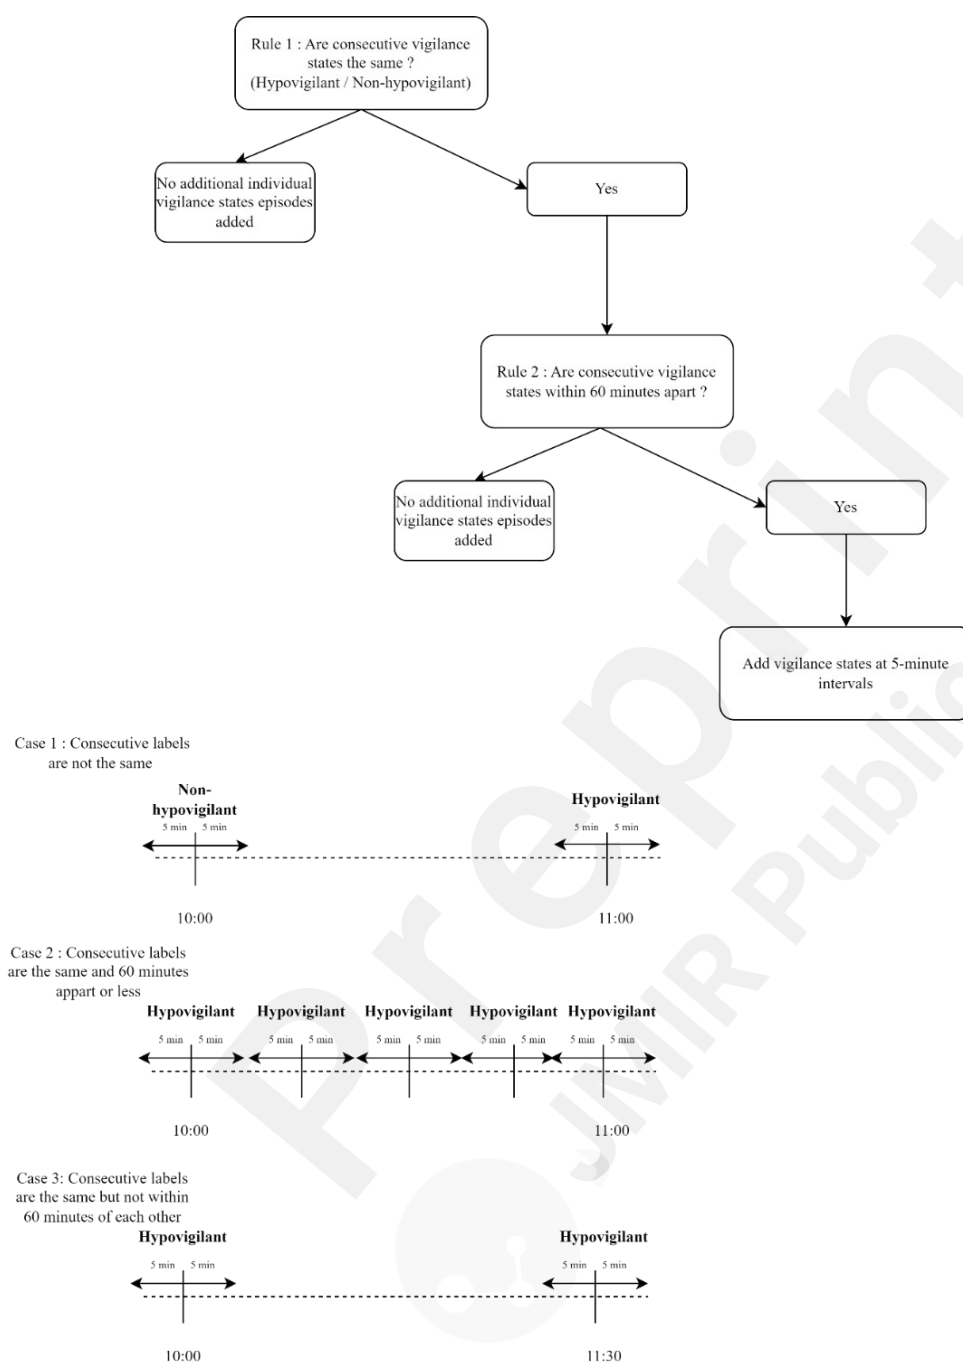 Rule 1 : Are consecutive vigilance
states the same ?
(Hypovigilant / Non-hypovigilant)
No additional individual
vigilance states episodes
added
Yes
Rule 2 : Are consecutive vigilance
states within 60 minutes apart ?
No additional individual
vigilance states episodes
added
Yes
Add vigilance states at 5-minute
intervals
Case 1 : Consecutive labels
are not the same
Non-
hypovigilant
Hypovigilant
5 min 5 min
5 min 5 min
10:00
11:00
Case 2 : Consecutive labels
are the same and 60 minutes
appart or less
Hypovigilant Hypovigilant Hypovigilant Hypovigilant Hypovigilant
5 min 5 min 5 min 5 min 5 min 5 min 5 min 5 min 5 min 5 min
10:00
11:00
Case 3: Consecutive labels
are the same but not within
60 minutes of each other
Hypovigilant
Hypovigilant
5 min 5 min
5 min 5 min
10:00
11:30
Preprint
JMIR Public